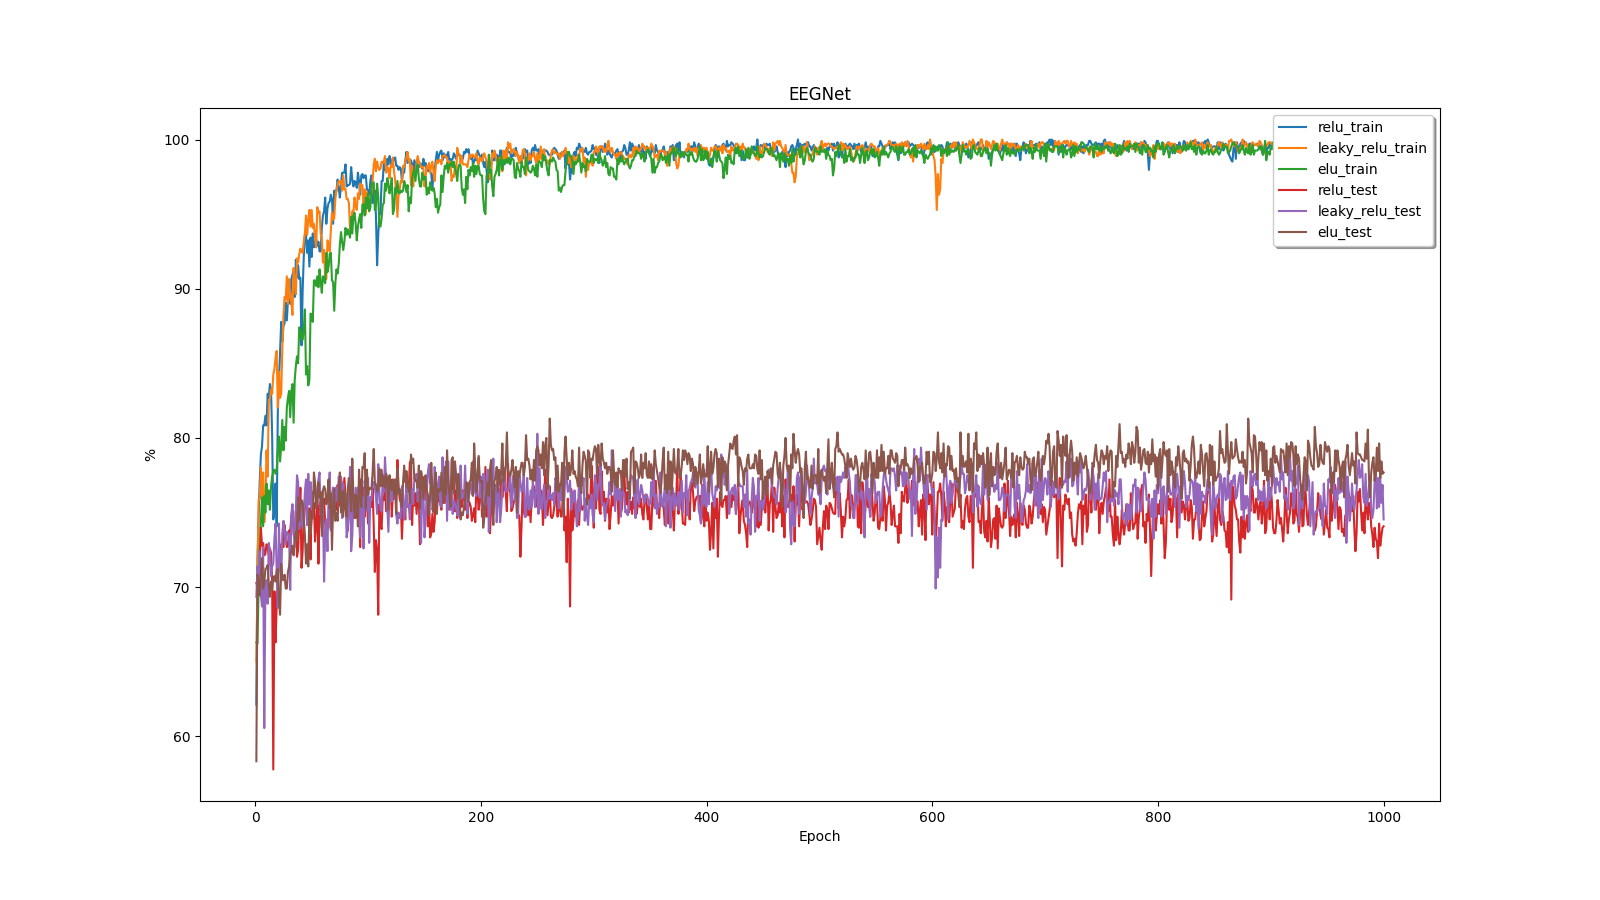 EEGNet
100
90
80
70
60
%
0 200 400 600 800 1000
Epoch
relu_train
leaky_relu_train
elu_train
relu_test
leaky_relu_test
elu_test